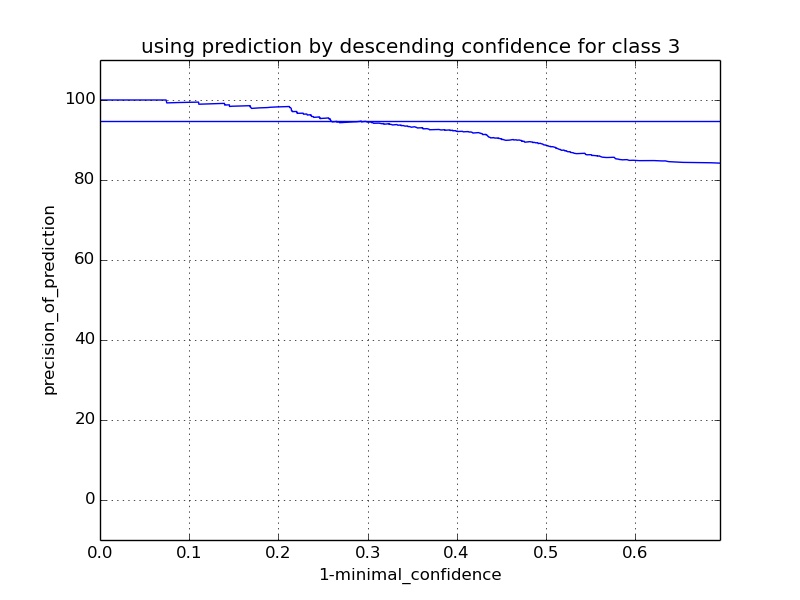 using prediction by descending confidence for class 3
100
80
60
40
20
0
precision_of_prediction
0.0 0.1 0.2 0.3 0.4 0.5 0.6
1-minimal_confidence